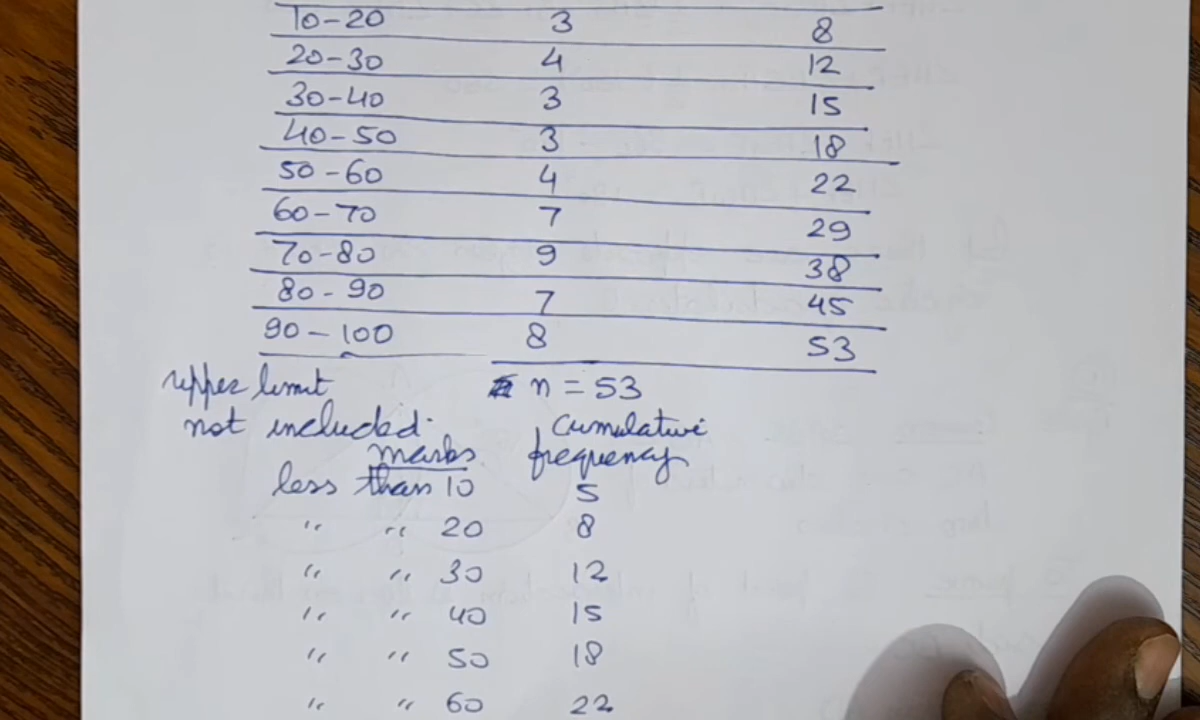 10-20 3 8
20-30 4 12
30-40 3 15
40-50 3 18
50-60 4 22
60-70 7 29
70-80 9 38
80-90 7 45
90-100 8 53
upper limit n = 53
not included.
marks cumulative frequency
less than 10 5
" " 20 8
" " 30 12
" " 40 15
" " 50 18
" " 60 22